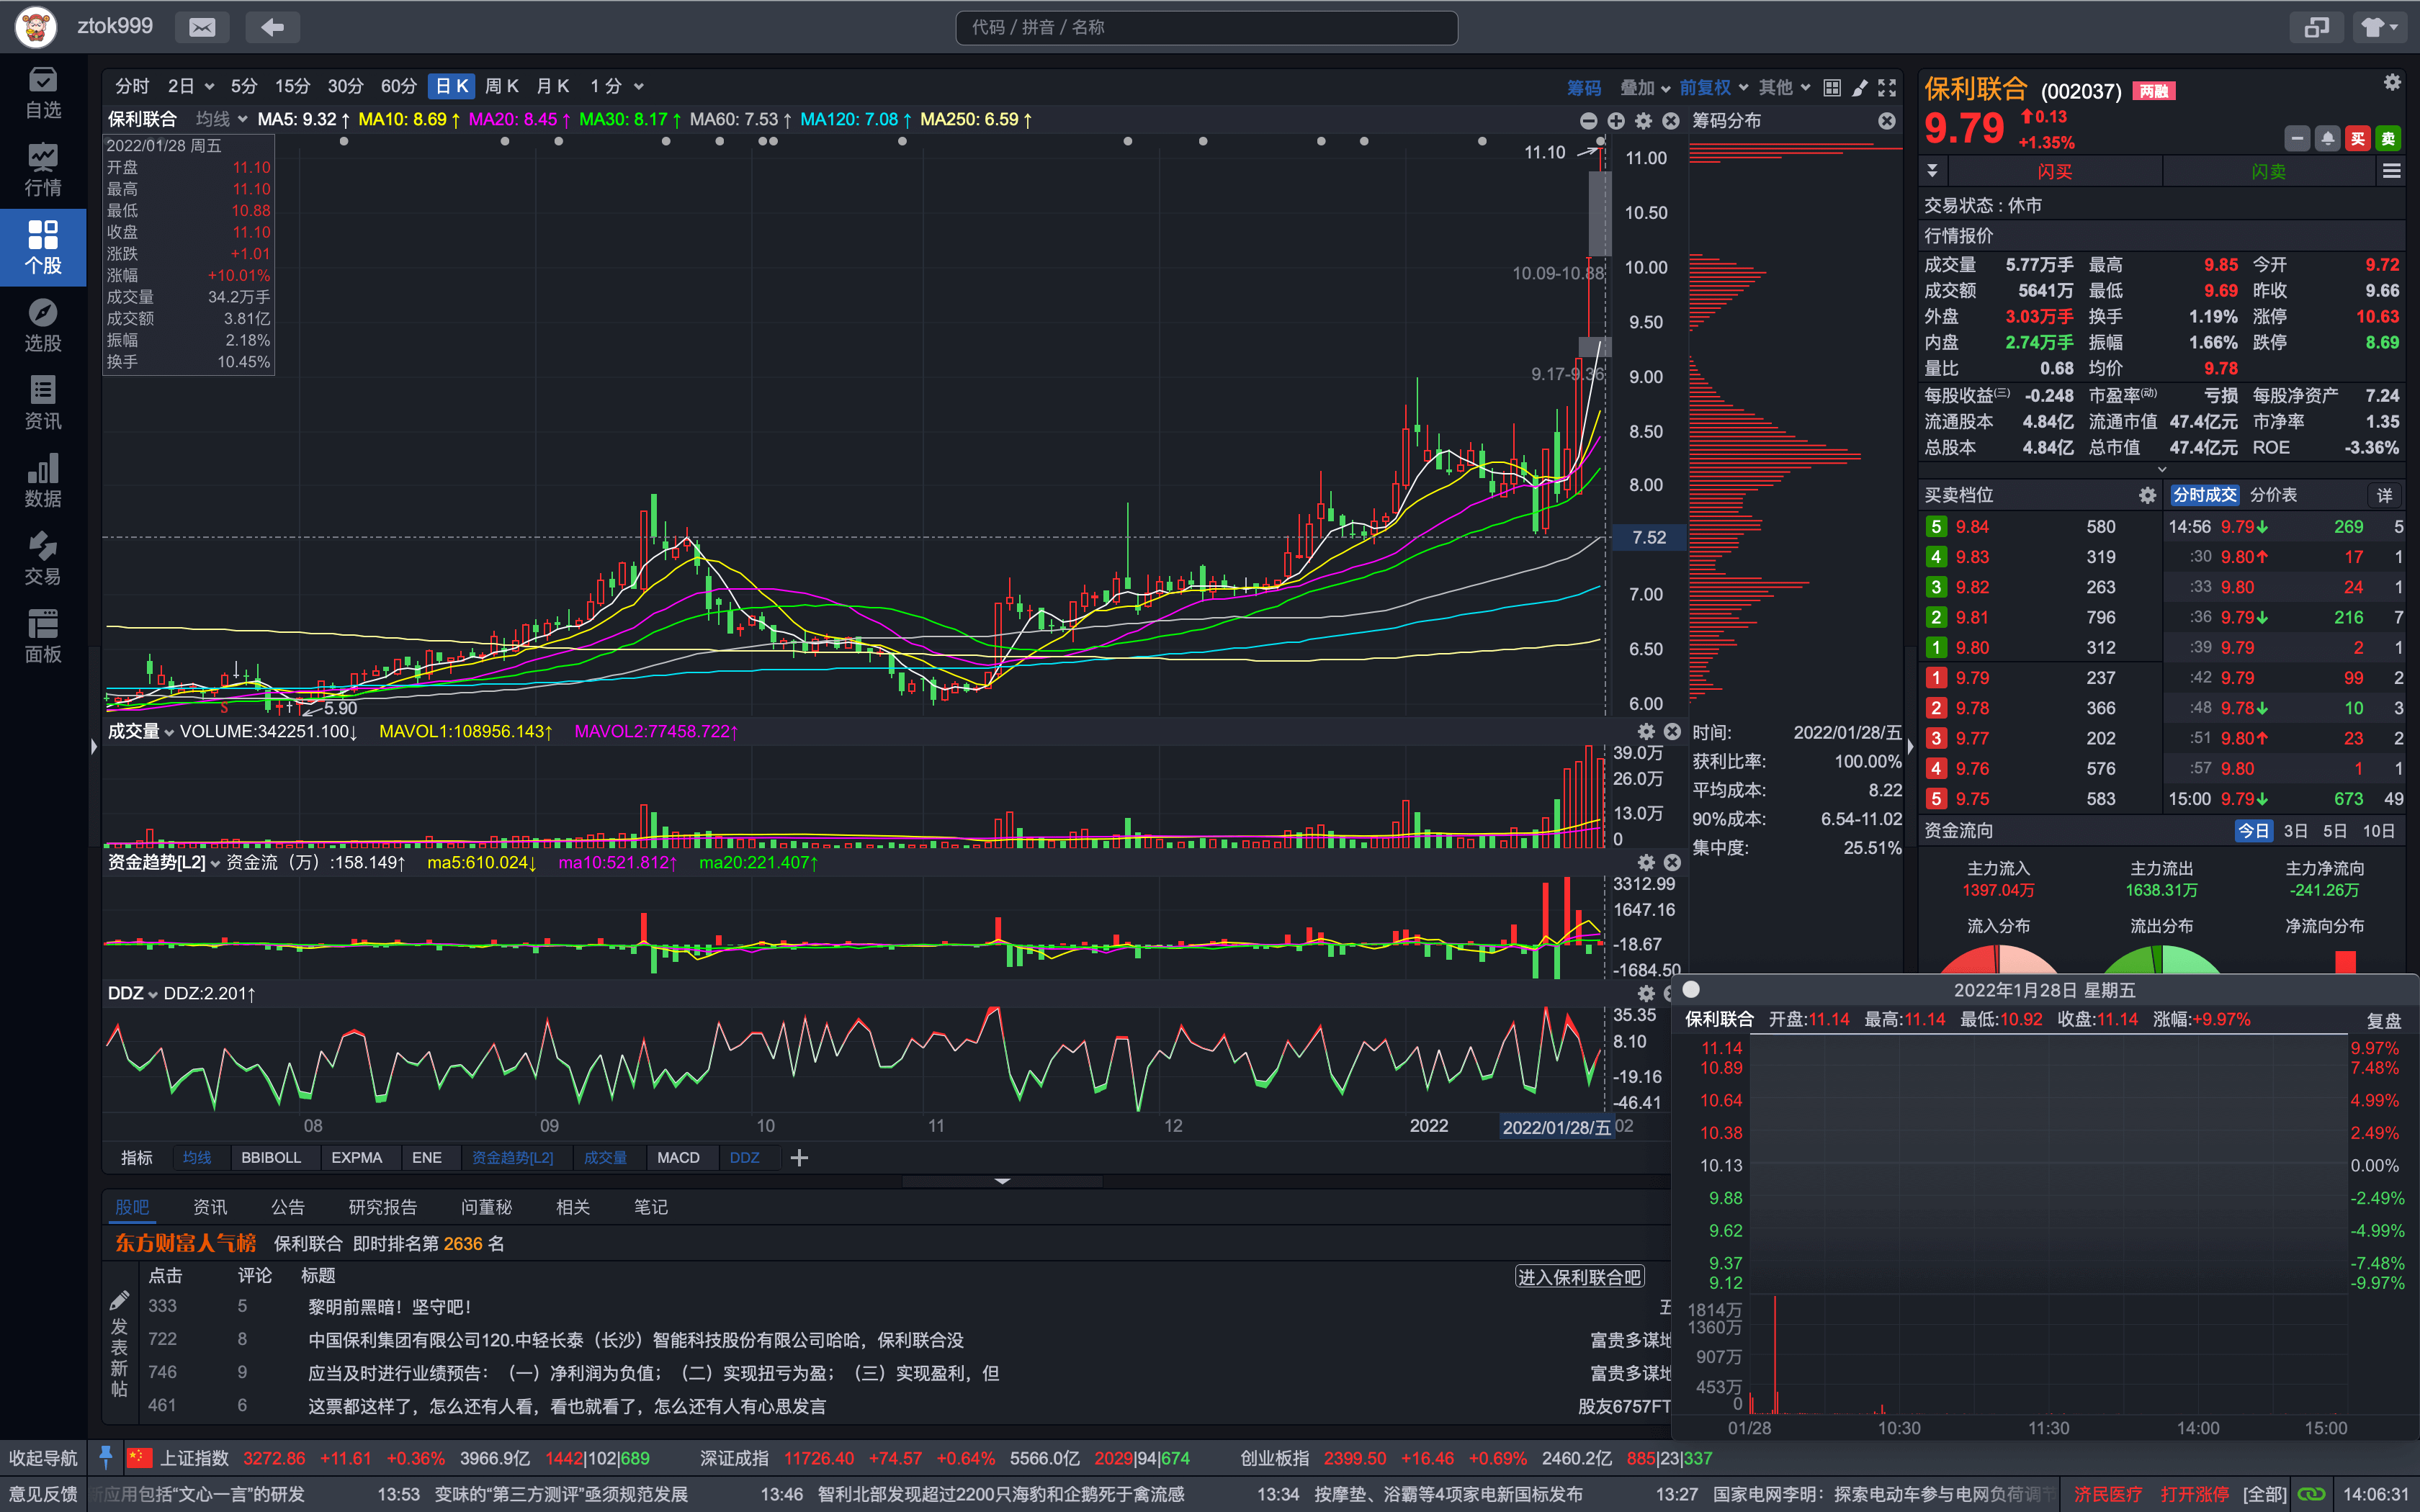 ztok999
代码 / 拼音 / 名称
自选
行情
个股
选股
资讯
数据
交易
面板
分时 2日 5分 15分 30分 60分 日K 周K 月K 1分 筹码 叠加 前复权 其他
保利联合 均线 MA5: 9.32↑ MA10: 8.69↑ MA20: 8.45↑ MA30: 8.17↑ MA60: 7.53↑ MA120: 7.08↑ MA250: 6.59↑ 筹码分布
2022/01/28 周五
开盘 11.10
最高 11.10
最低 10.88
收盘 11.10
涨跌 +1.01
涨幅 +10.01%
成交量 34.2万手
成交额 3.81亿
振幅 2.18%
换手 10.45%
11.10
10.09-10.88
9.17-9.36
5.90
S
11.00
10.50
10.00
9.50
9.00
8.50
8.00
7.52
7.00
6.50
6.00
成交量 VOLUME:342251.100↓ MAVOL1:108956.143↑ MAVOL2:77458.722↑
39.0万
26.0万
13.0万
0
资金趋势[L2] 资金流（万）:158.149↑ ma5:610.024↓ ma10:521.812↑ ma20:221.407↑
3312.99
1647.16
-18.67
-1684.50
DDZ DDZ:2.201↑
35.35
8.10
-19.16
-46.41
08 09 10 11 12 2022 2022/01/28/五 02
指标 均线 BBIBOLL EXPMA ENE 资金趋势[L2] 成交量 MACD DDZ
时间: 2022/01/28/五
获利比率: 100.00%
平均成本: 8.22
90%成本: 6.54-11.02
集中度: 25.51%
股吧 资讯 公告 研究报告 问董秘 相关 笔记
东方财富人气榜 保利联合 即时排名第 2636 名
点击 评论 标题 进入保利联合吧
发表新帖
333 5 黎明前黑暗！坚守吧！ 五
722 8 中国保利集团有限公司120.中轻长泰（长沙）智能科技股份有限公司哈哈，保利联合没 富贵多谋地
746 9 应当及时进行业绩预告：（一）净利润为负值；（二）实现扭亏为盈；（三）实现盈利，但 富贵多谋地
461 6 这票都这样了，怎么还有人看，看也就看了，怎么还有人有心思发言 股友6757FT
保利联合 (002037) 两融
9.79 0.13
+1.35%
买 卖
闪买 闪卖
交易状态 : 休市
行情报价
成交量 5.77万手 最高 9.85 今开 9.72
成交额 5641万 最低 9.69 昨收 9.66
外盘 3.03万手 换手 1.19% 涨停 10.63
内盘 2.74万手 振幅 1.66% 跌停 8.69
量比 0.68 均价 9.78
每股收益(三) -0.248 市盈率(动) 亏损 每股净资产 7.24
流通股本 4.84亿 流通市值 47.4亿元 市净率 1.35
总股本 4.84亿 总市值 47.4亿元 ROE -3.36%
买卖档位 分时成交 分价表 详
5 9.84 580 14:56 9.79↓ 269 5
4 9.83 319 :30 9.80↑ 17 1
3 9.82 263 :33 9.80 24 1
2 9.81 796 :36 9.79↓ 216 7
1 9.80 312 :39 9.79 2 1
1 9.79 237 :42 9.79 99 2
2 9.78 366 :48 9.78↓ 10 3
3 9.77 202 :51 9.80↑ 23 2
4 9.76 576 :57 9.80 1 1
5 9.75 583 15:00 9.79↓ 673 49
资金流向 今日 3日 5日 10日
主力流入 主力流出 主力净流向
1397.04万 1638.31万 -241.26万
流入分布 流出分布 净流向分布
2022年1月28日 星期五
保利联合 开盘:11.14 最高:11.14 最低:10.92 收盘:11.14 涨幅:+9.97% 复盘
11.14 9.97%
10.89 7.48%
10.64 4.99%
10.38 2.49%
10.13 0.00%
9.88 -2.49%
9.62 -4.99%
9.37 -7.48%
9.12 -9.97%
1814万
1360万
907万
453万
0
01/28 10:30 11:30 14:00 15:00
收起导航 上证指数 3272.86 +11.61 +0.36% 3966.9亿 1442|102|689 深证成指 11726.40 +74.57 +0.64% 5566.0亿 2029|94|674 创业板指 2399.50 +16.46 +0.69% 2460.2亿 885|23|337
意见反馈 新应用包括“文心一言”的研发 13:53 变味的“第三方测评”亟须规范发展 13:46 智利北部发现超过2200只海豹和企鹅死于禽流感 13:34 按摩垫、浴霸等4项家电新国标发布 13:27 国家电网李明：探索电动车参与电网负荷调节 济民医疗 打开涨停 [全部] 14:06:31